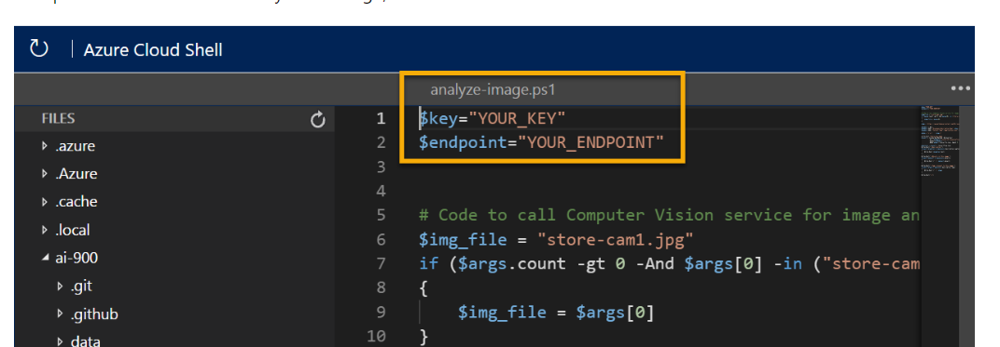 Azure Cloud Shell
analyze-image.ps1
FILES
.azure
.Azure
.cache
.local
ai-900
.git
.github
data
1 $key="YOUR_KEY"
2 $endpoint="YOUR_ENDPOINT"
3
4
5 # Code to call Computer Vision service for image an
6 $img_file = "store-cam1.jpg"
7 if ($args.count -gt 0 -And $args[0] -in ("store-cam
8 {
9 $img_file = $args[0]
10 }